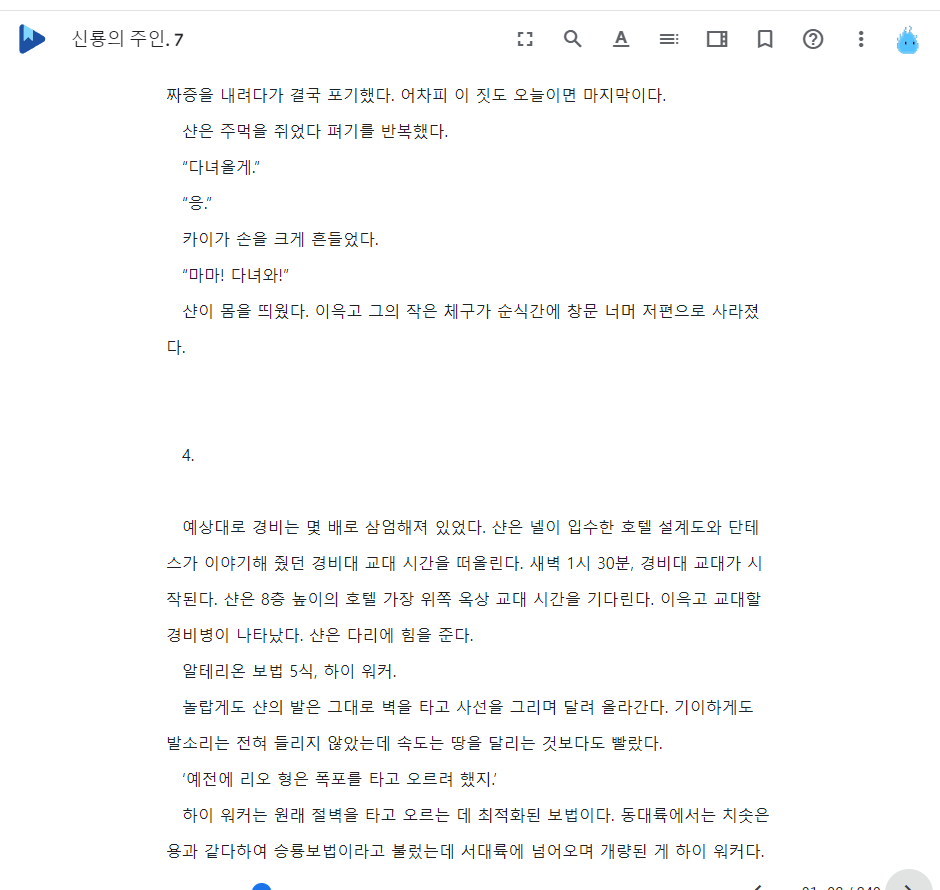 신룡의 주인. 7
짜증을 내려다가 결국 포기했다. 어차피 이 짓도 오늘이면 마지막이다.
샨은 주먹을 쥐었다 펴기를 반복했다.
“다녀올게.”
“응.”
카이가 손을 크게 흔들었다.
“마마! 다녀와!”
샨이 몸을 띄웠다. 이윽고 그의 작은 체구가 순식간에 창문 너머 저편으로 사라졌
다.
4.
예상대로 경비는 몇 배로 삼엄해져 있었다. 샨은 넬이 입수한 호텔 설계도와 단테
스가 이야기해 줬던 경비대 교대 시간을 떠올린다. 새벽 1시 30분, 경비대 교대가 시
작된다. 샨은 8층 높이의 호텔 가장 위쪽 옥상 교대 시간을 기다린다. 이윽고 교대할
경비병이 나타났다. 샨은 다리에 힘을 준다.
알테리온 보법 5식, 하이 워커.
놀랍게도 샨의 발은 그대로 벽을 타고 사선을 그리며 달려 올라간다. 기이하게도
발소리는 전혀 들리지 않았는데 속도는 땅을 달리는 것보다도 빨랐다.
‘예전에 리오 형은 폭포를 타고 오르려 했지.’
하이 워커는 원래 절벽을 타고 오르는 데 최적화된 보법이다. 동대륙에서는 치솟은
용과 같다하여 승룡보법이라고 불렀는데 서대륙에 넘어오며 개량된 게 하이 워커다.